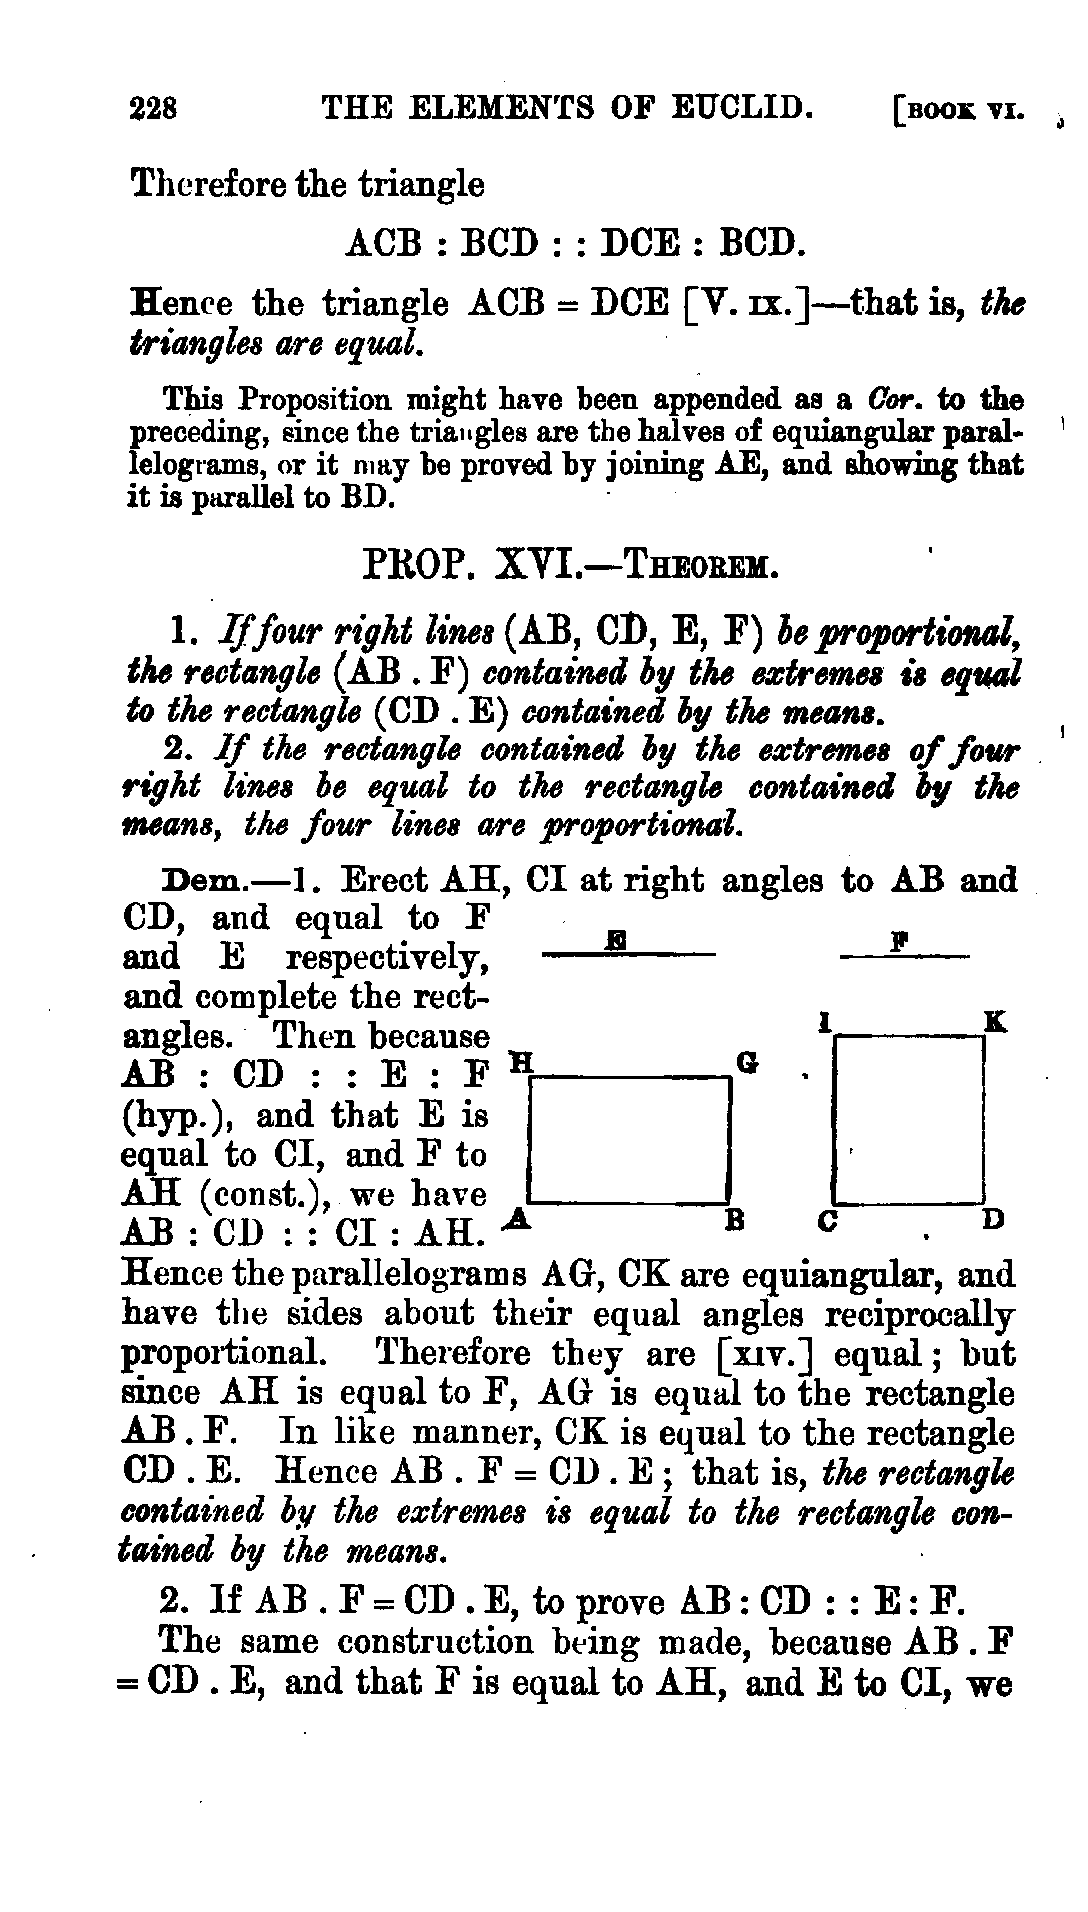 228 THE ELEMENTS OF EUCLID. [BOOK VI.
Therefore the triangle
ACB : BCD : : DCE : BCD.
Hence the triangle ACB = DCE [V. IX.]—that is, the
triangles are equal.
This Proposition might have been appended as a Cor. to the
preceding, since the triangles are the halves of equiangular paral-
lelograms, or it may be proved by joining AE, and showing that
it is parallel to BD.
PROP. XVI.—THEOREM.
1. If four right lines (AB, CD, E, F) be proportional,
the rectangle (AB . F) contained by the extremes is equal
to the rectangle (CD . E) contained by the means.
2. If the rectangle contained by the extremes of four
right lines be equal to the rectangle contained by the
means, the four lines are proportional.
Dem.—1. Erect AH, CI at right angles to AB and
CD, and equal to F
and E respectively,
and complete the rect-
angles. Then because
AB : CD : : E : F
(hyp.), and that E is
equal to CI, and F to
AH (const.), we have
AB : CD : : CI : AH.
E F
I K
H G
A B C D
Hence the parallelograms AG, CK are equiangular, and
have the sides about their equal angles reciprocally
proportional. Therefore they are [XIV.] equal; but
since AH is equal to F, AG is equal to the rectangle
AB . F. In like manner, CK is equal to the rectangle
CD . E. Hence AB . F = CD . E; that is, the rectangle
contained by the extremes is equal to the rectangle con-
tained by the means.
2. If AB . F = CD . E, to prove AB : CD : : E : F.
The same construction being made, because AB . F
= CD . E, and that F is equal to AH, and E to CI, we